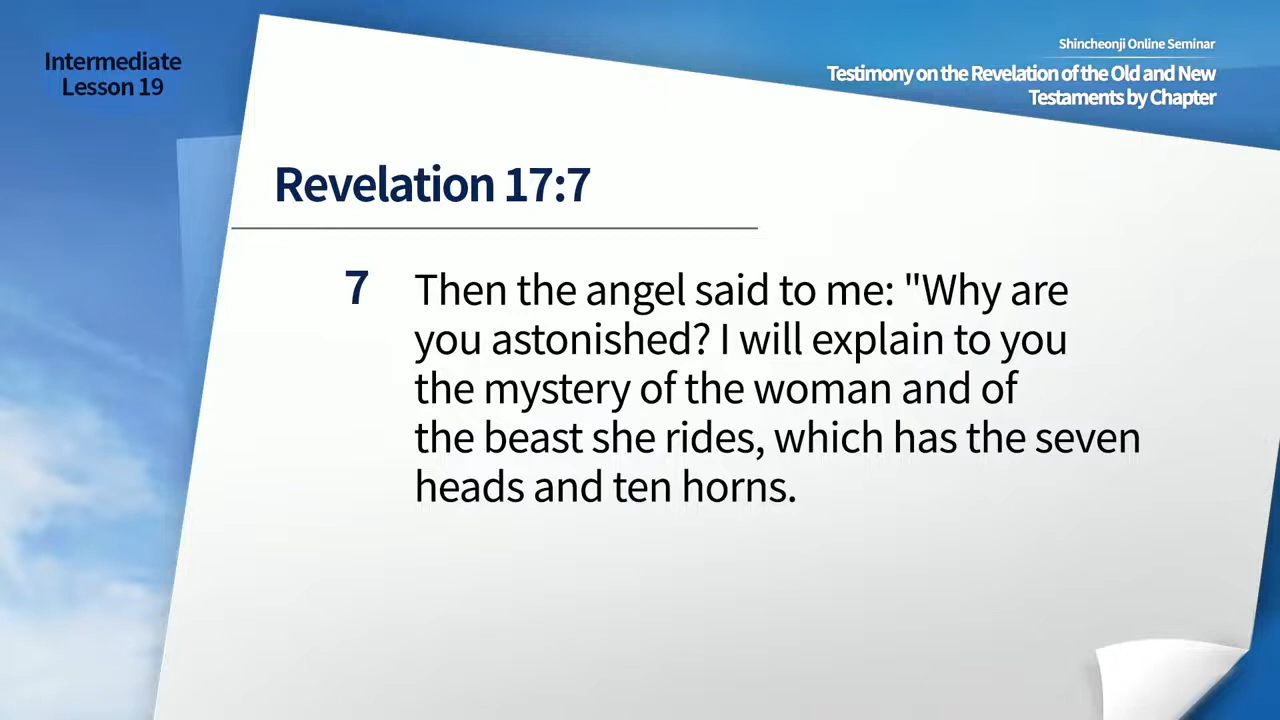 Intermediate
Lesson 19
Shincheonji Online Seminar
Testimony on the Revelation of the Old and New
Testaments by Chapter
Revelation 17:7
7 Then the angel said to me: "Why are
you astonished? I will explain to you
the mystery of the woman and of
the beast she rides, which has the seven
heads and ten horns.